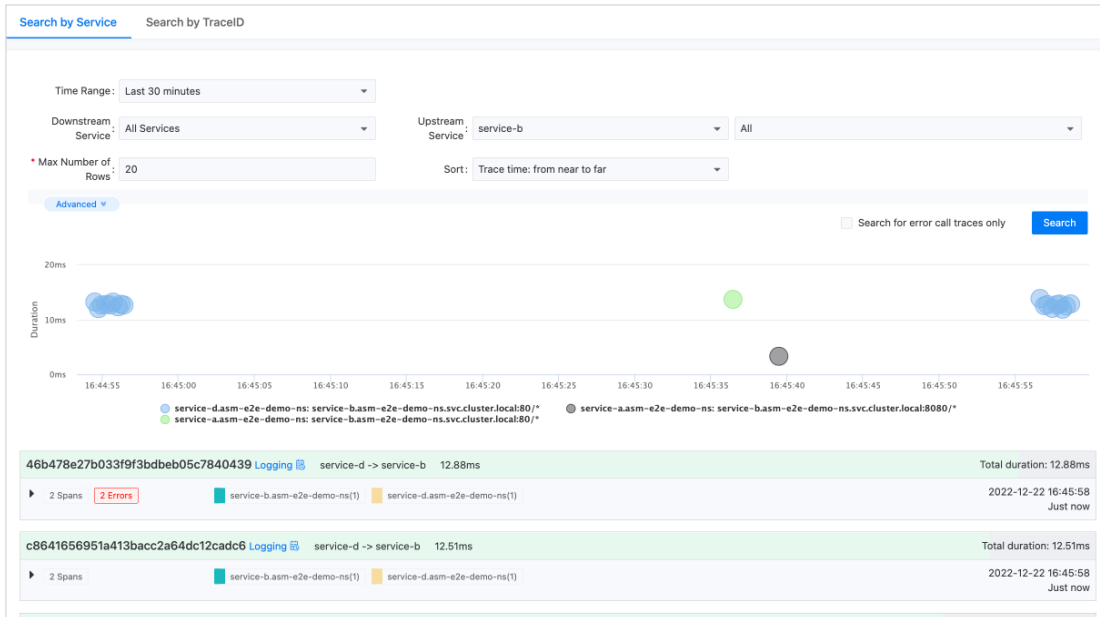 Search by Service Search by TraceID
Time Range: Last 30 minutes
Downstream Service: All Services Upstream Service: service-b All
* Max Number of Rows: 20 Sort: Trace time: from near to far
Advanced
Search for error call traces only Search
20ms
10ms
0ms
Duration
16:44:55 16:45:00 16:45:05 16:45:10 16:45:15 16:45:20 16:45:25 16:45:30 16:45:35 16:45:40 16:45:45 16:45:50 16:45:55
service-d.asm-e2e-demo-ns: service-b.asm-e2e-demo-ns.svc.cluster.local:80/* service-a.asm-e2e-demo-ns: service-b.asm-e2e-demo-ns.svc.cluster.local:8080/*
service-a.asm-e2e-demo-ns: service-b.asm-e2e-demo-ns.svc.cluster.local:80/*
46b478e27b033f9f3bdbeb05c7840439 Logging service-d -> service-b 12.88ms Total duration: 12.88ms
2 Spans 2 Errors service-b.asm-e2e-demo-ns(1) service-d.asm-e2e-demo-ns(1) 2022-12-22 16:45:58
Just now
c8641656951a413bacc2a64dc12cadc6 Logging service-d -> service-b 12.51ms Total duration: 12.51ms
2 Spans service-b.asm-e2e-demo-ns(1) service-d.asm-e2e-demo-ns(1) 2022-12-22 16:45:58
Just now